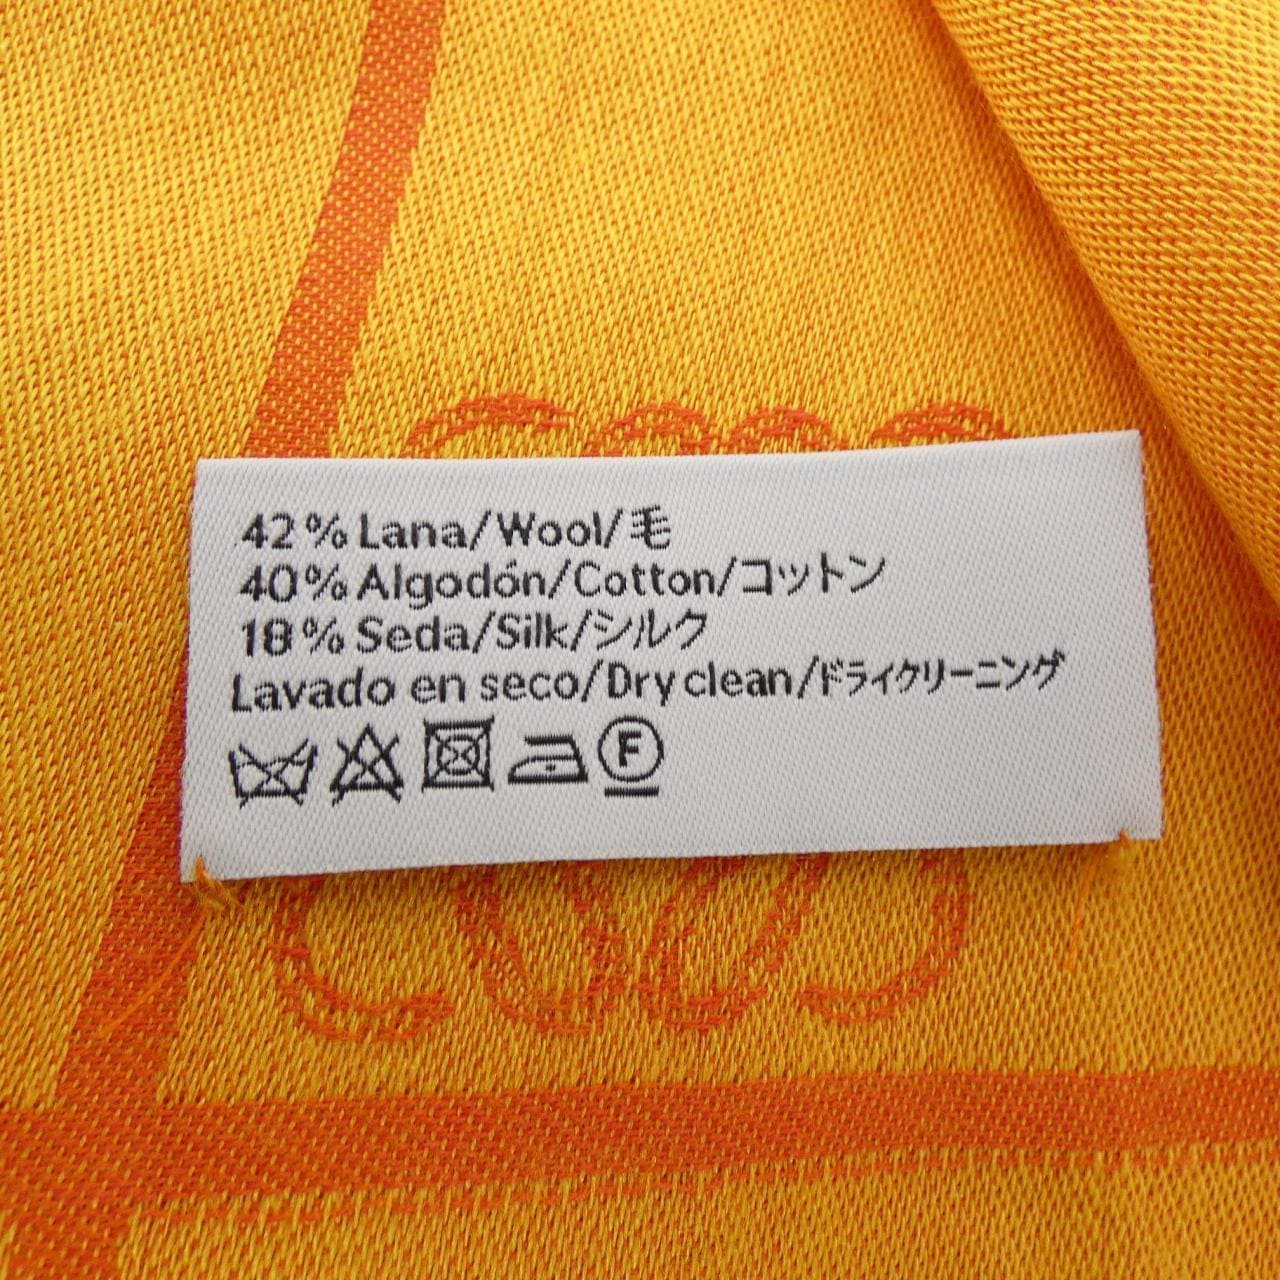 42% Lana/Wool/毛
40% Algodón/Cotton/コットン
18% Seda/Silk/シルク
Lavado en seco/Dry clean/ドライクリーニング
F